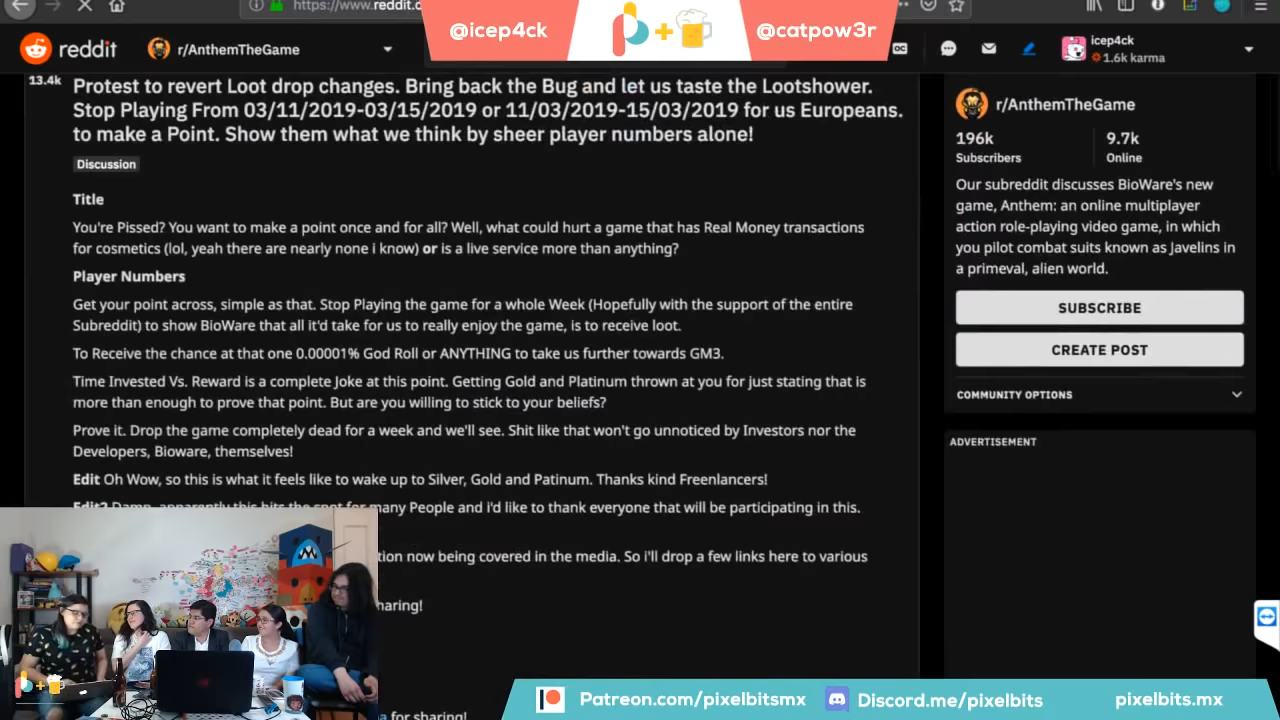 https://www.reddit.c
@icep4ck
@catpow3r
reddit
r/AnthemTheGame
icep4ck
1.6k karma
13.4k
Protest to revert Loot drop changes. Bring back the Bug and let us taste the Lootshower.
Stop Playing From 03/11/2019-03/15/2019 or 11/03/2019-15/03/2019 for us Europeans.
to make a Point. Show them what we think by sheer player numbers alone!
Discussion
Title
You're Pissed? You want to make a point once and for all? Well, what could hurt a game that has Real Money transactions
for cosmetics (lol, yeah there are nearly none i know) or is a live service more than anything?
Player Numbers
Get your point across, simple as that. Stop Playing the game for a whole Week (Hopefully with the support of the entire
Subreddit) to show BioWare that all it'd take for us to really enjoy the game, is to receive loot.
To Receive the chance at that one 0.00001% God Roll or ANYTHING to take us further towards GM3.
Time Invested Vs. Reward is a complete Joke at this point. Getting Gold and Platinum thrown at you for just stating that is
more than enough to prove that point. But are you willing to stick to your beliefs?
Prove it. Drop the game completely dead for a week and we'll see. Shit like that won't go unnoticed by Investors nor the
Developers, Bioware, themselves!
Edit Oh Wow, so this is what it feels like to wake up to Silver, Gold and Patinum. Thanks kind Freenlancers!
Edit2 Damn, apparently this hits the spot for many People and i'd like to thank everyone that will be participating in this.
tion now being covered in the media. So i'll drop a few links here to various
haring!
for sharing!
r/AnthemTheGame
196k
Subscribers
9.7k
Online
Our subreddit discusses BioWare's new
game, Anthem: an online multiplayer
action role-playing video game, in which
you pilot combat suits known as Javelins in
a primeval, alien world.
SUBSCRIBE
CREATE POST
COMMUNITY OPTIONS
ADVERTISEMENT
Patreon.com/pixelbitsmx
Discord.me/pixelbits
pixelbits.mx